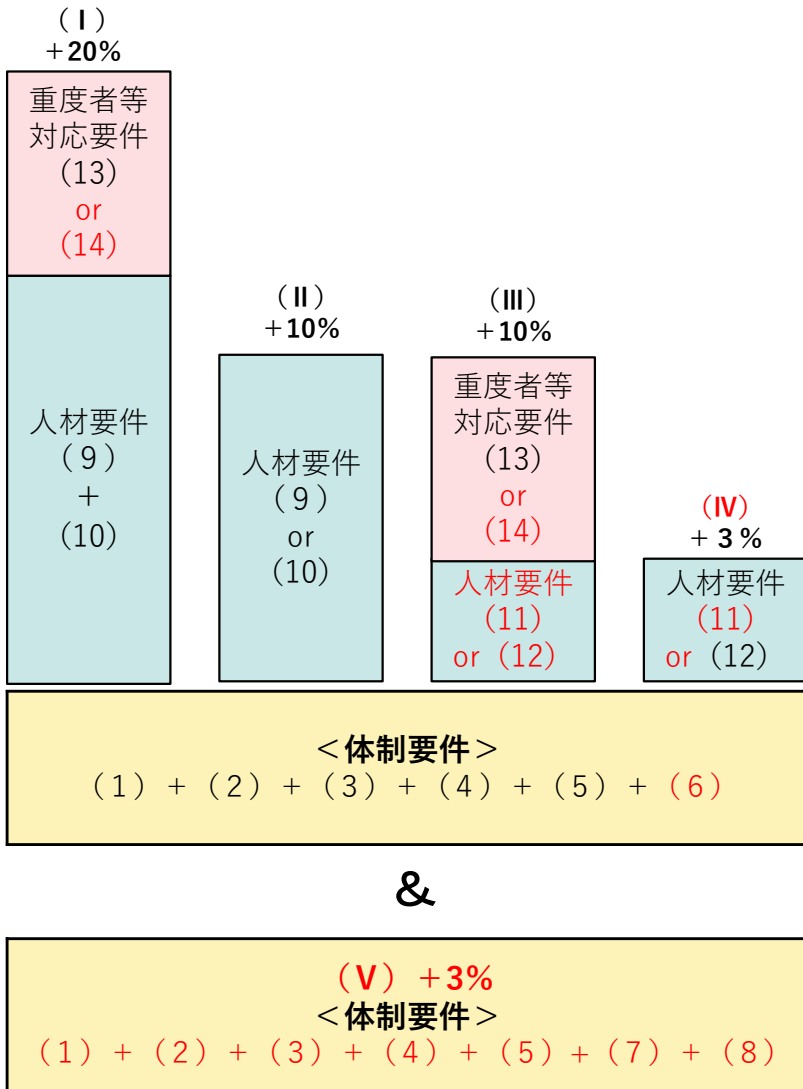 （Ⅰ）
＋20%
重度者等
対応要件
(13)
or
(14)
人材要件
（９）
＋
(10)
（Ⅱ）
＋10%
人材要件
（９）
or
(10)
（Ⅲ）
＋10%
重度者等
対応要件
(13)
or
(14)
人材要件
(11)
or (12)
（Ⅳ）
＋３%
人材要件
(11)
or (12)
＜体制要件＞
（1）＋（2）＋（3）＋（4）＋（5）＋（6）
＆
（Ⅴ）＋3%
＜体制要件＞
（1）＋（2）＋（3）＋（4）＋（5）＋（7）＋（8）